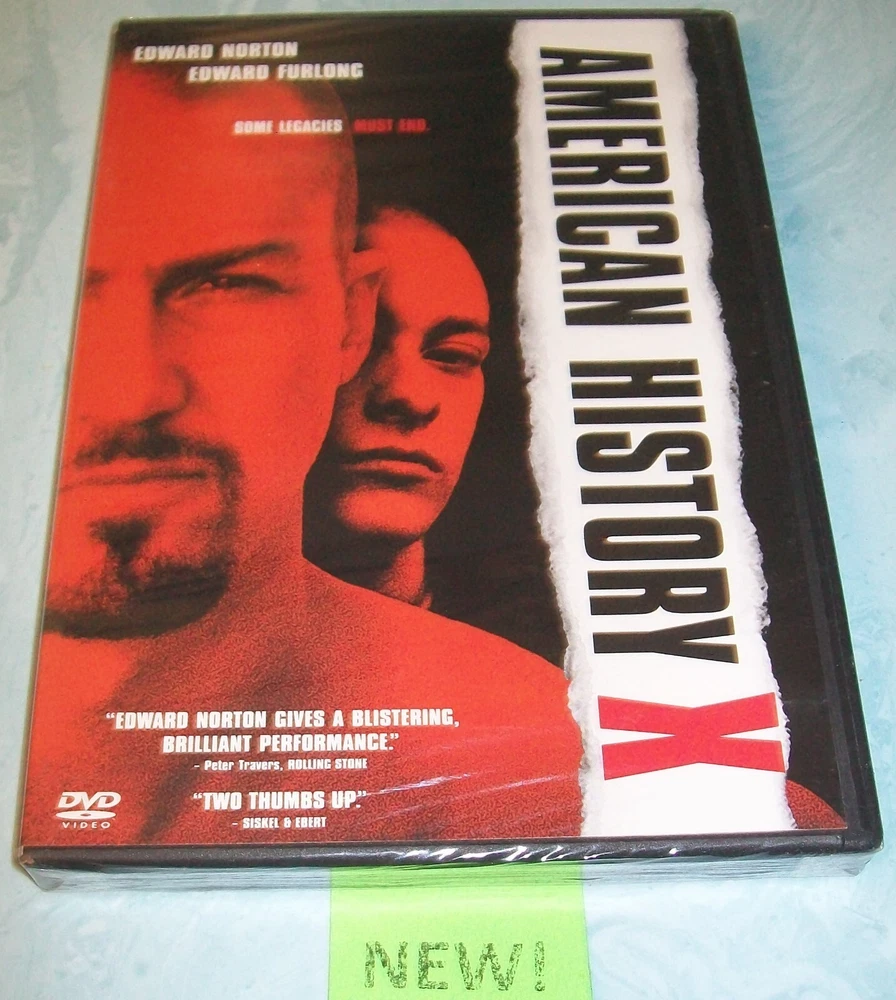 EDWARD NORTON
EDWARD FURLONG
SOME LEGACIES MUST END.
AMERICAN HISTORY X
“EDWARD NORTON GIVES A BLISTERING,
BRILLIANT PERFORMANCE.”
- Peter Travers, ROLLING STONE
“TWO THUMBS UP.”
- SISKEL & EBERT
DVD
VIDEO
NEW!